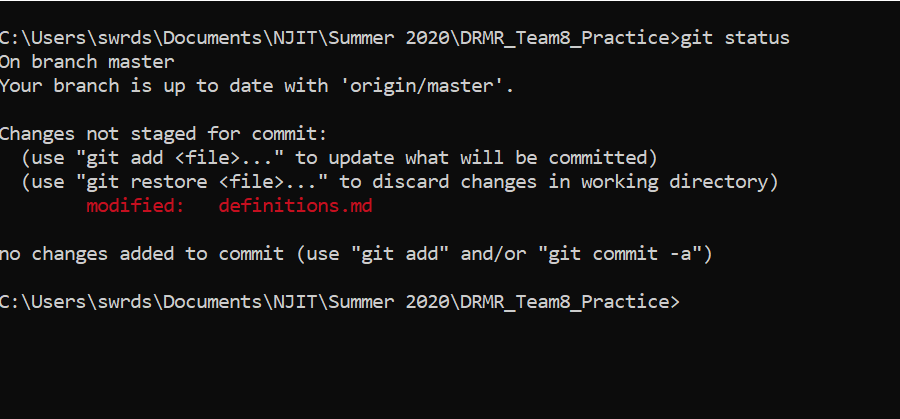 C:\Users\swrds\Documents\NJIT\Summer 2020\DRMR_Team8_Practice>git status
On branch master
Your branch is up to date with 'origin/master'.
Changes not staged for commit:
  (use "git add <file>..." to update what will be committed)
  (use "git restore <file>..." to discard changes in working directory)
        modified:   definitions.md
no changes added to commit (use "git add" and/or "git commit -a")
C:\Users\swrds\Documents\NJIT\Summer 2020\DRMR_Team8_Practice>